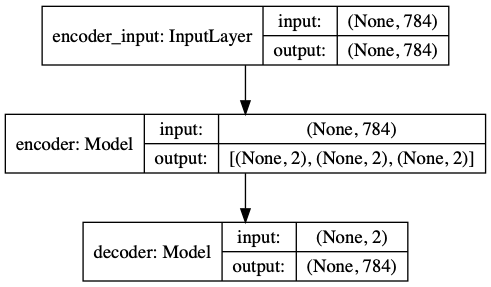 encoder_input: InputLayer
input: (None, 784)
output: (None, 784)
encoder: Model
input: (None, 784)
output: [(None, 2), (None, 2), (None, 2)]
decoder: Model
input: (None, 2)
output: (None, 784)